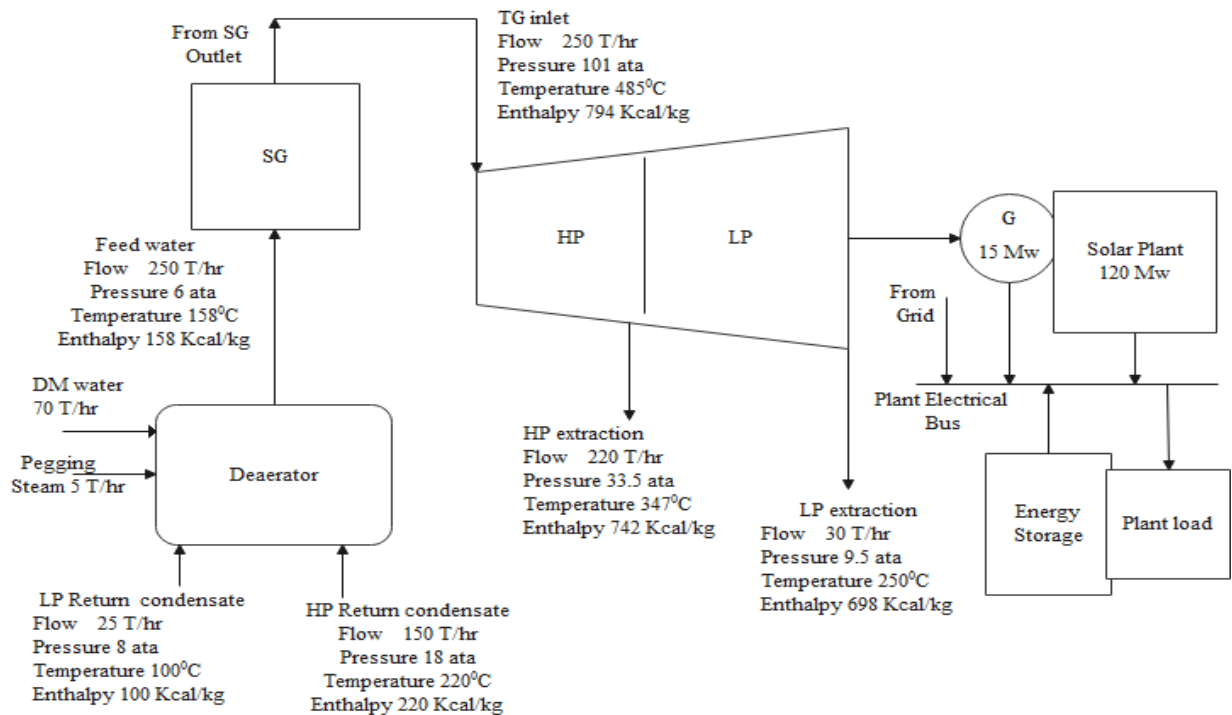 From SG
Outlet
TG inlet
Flow 250 T/hr
Pressure 101 ata
Temperature 485⁰C
Enthalpy 794 Kcal/kg
SG
HP
LP
G
15 Mw
Solar Plant
120 Mw
From
Grid
Feed water
Flow 250 T/hr
Pressure 6 ata
Temperature 158⁰C
Enthalpy 158 Kcal/kg
DM water
70 T/hr
Pegging
Steam 5 T/hr
Deaerator
Plant Electrical
Bus
HP extraction
Flow 220 T/hr
Pressure 33.5 ata
Temperature 347⁰C
Enthalpy 742 Kcal/kg
LP extraction
Flow 30 T/hr
Pressure 9.5 ata
Temperature 250⁰C
Enthalpy 698 Kcal/kg
Energy
Storage
Plant load
LP Return condensate
Flow 25 T/hr
Pressure 8 ata
Temperature 100⁰C
Enthalpy 100 Kcal/kg
HP Return condensate
Flow 150 T/hr
Pressure 18 ata
Temperature 220⁰C
Enthalpy 220 Kcal/kg